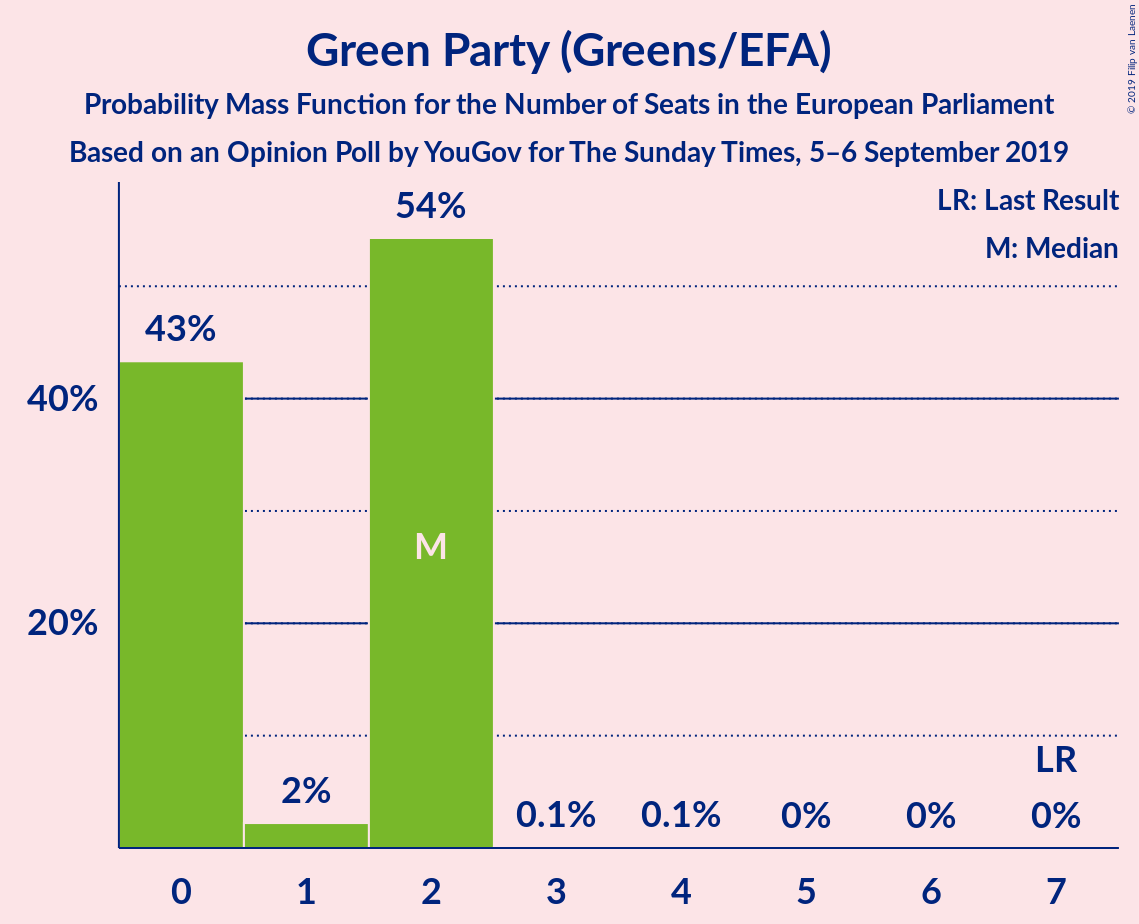 Green Party (Greens/EFA)
Probability Mass Function for the Number of Seats in the European Parliament
Based on an Opinion Poll by YouGov for The Sunday Times, 5–6 September 2019
© 2019 Filip van Laenen
LR: Last Result
M: Median
54%
43%
40%
M
20%
LR
2%
0.1%
0.1%
0%
0%
0%
0
1
2
3
4
5
6
7